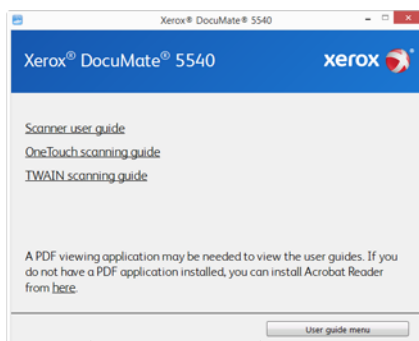 Xerox® DocuMate® 5540
Xerox® DocuMate® 5540
xerox
Scanner user guide
OneTouch scanning guide
TWAIN scanning guide
A PDF viewing application may be needed to view the user guides. If you
do not have a PDF application installed, you can install Acrobat Reader
from here.
User guide menu